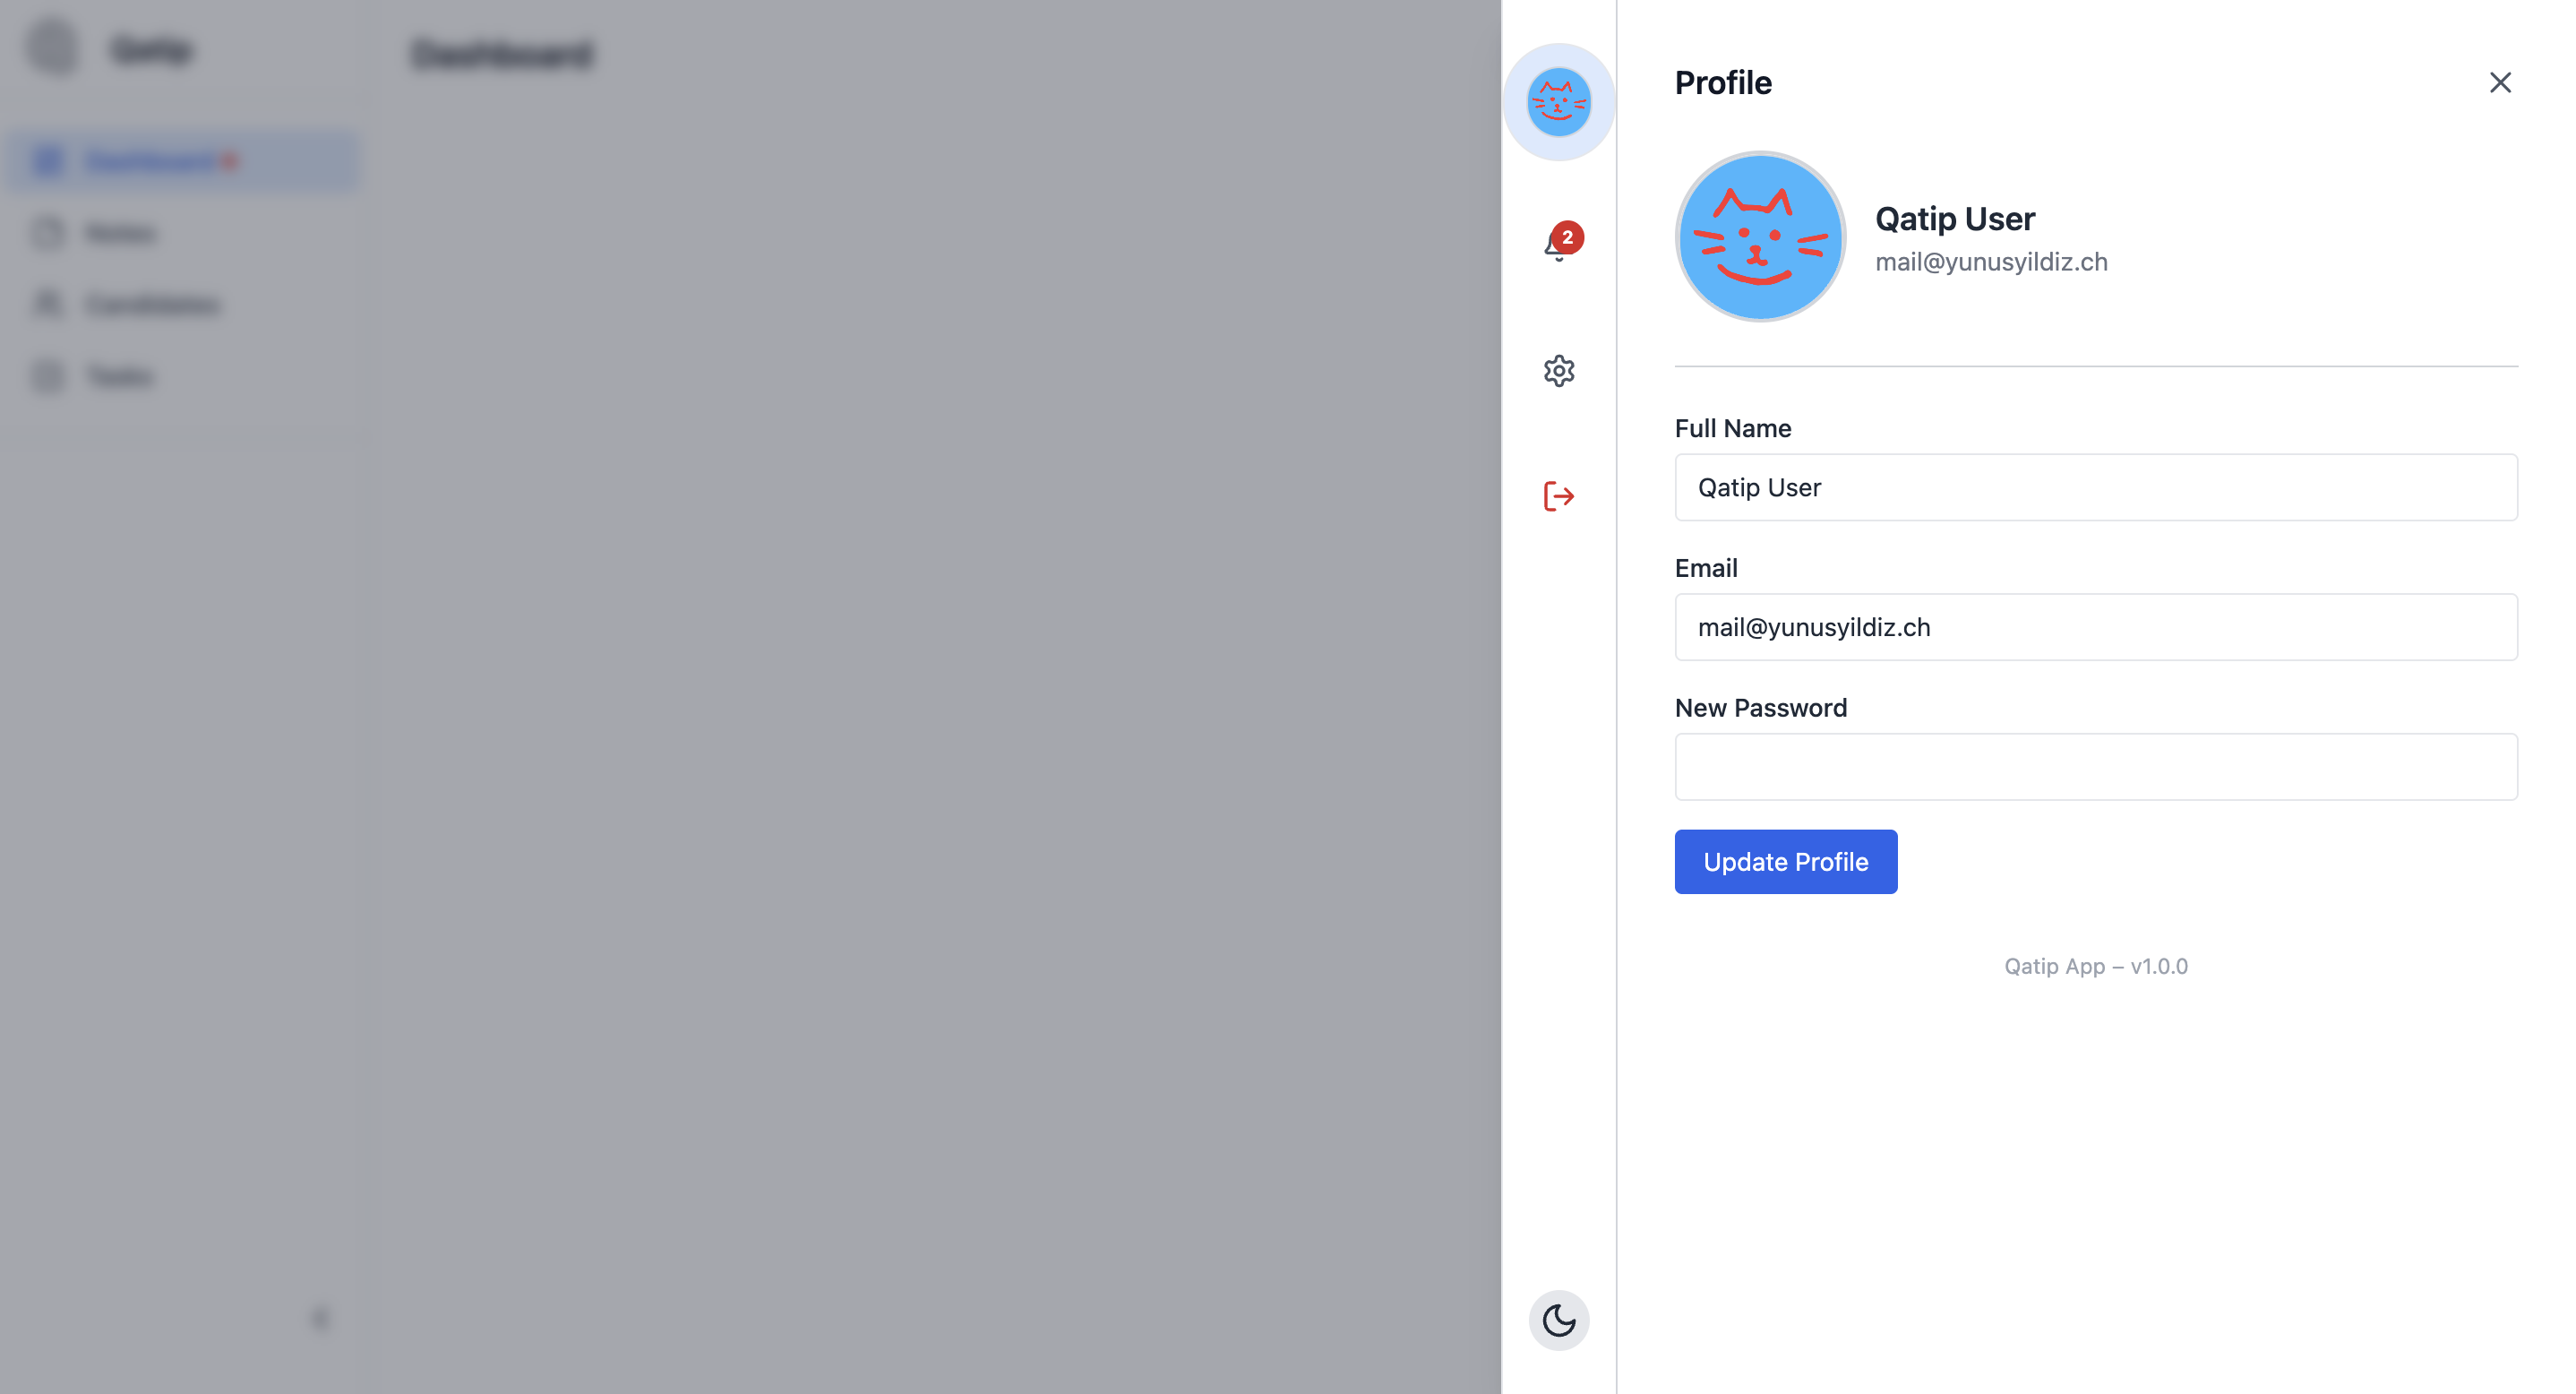 Qatip
Dashboard
Dashboard
Notes
Candidates
Tasks
2
Profile
Qatip User
mail@yunusyildiz.ch
Full Name
Qatip User
Email
mail@yunusyildiz.ch
New Password
Update Profile
Qatip App – v1.0.0